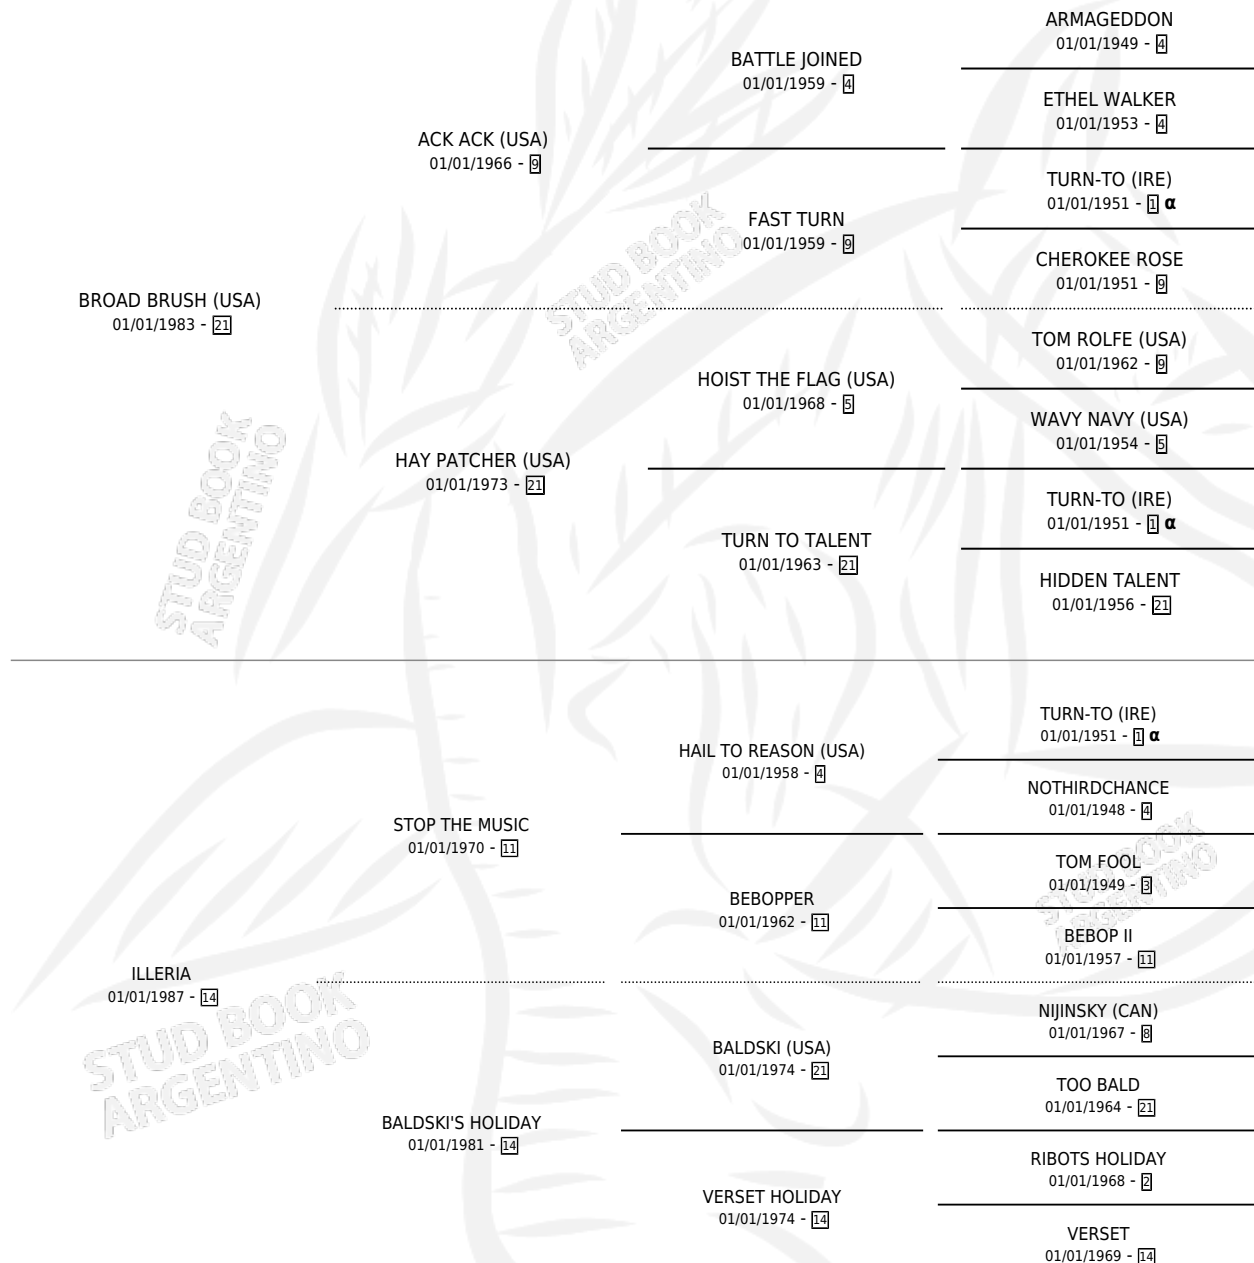 BROAD BRUSH (USA)
01/01/1983 - 21
ACK ACK (USA)
01/01/1966 - 9
BATTLE JOINED
01/01/1959 - 4
ARMAGEDDON
01/01/1949 - 4
ETHEL WALKER
01/01/1953 - 4
FAST TURN
01/01/1959 - 9
TURN-TO (IRE)
01/01/1951 - 1 α
CHEROKEE ROSE
01/01/1951 - 9
HAY PATCHER (USA)
01/01/1973 - 21
HOIST THE FLAG (USA)
01/01/1968 - 5
TOM ROLFE (USA)
01/01/1962 - 9
WAVY NAVY (USA)
01/01/1954 - 5
TURN TO TALENT
01/01/1963 - 21
TURN-TO (IRE)
01/01/1951 - 1 α
HIDDEN TALENT
01/01/1956 - 21
ILLERIA
01/01/1987 - 14
STOP THE MUSIC
01/01/1970 - 11
HAIL TO REASON (USA)
01/01/1958 - 4
TURN-TO (IRE)
01/01/1951 - 1 α
NOTHIRDCHANCE
01/01/1948 - 4
BEBOPPER
01/01/1962 - 11
TOM FOOL
01/01/1949 - 3
BEBOP II
01/01/1957 - 11
BALDSKI'S HOLIDAY
01/01/1981 - 14
BALDSKI (USA)
01/01/1974 - 21
NIJINSKY (CAN)
01/01/1967 - 8
TOO BALD
01/01/1964 - 21
VERSET HOLIDAY
01/01/1974 - 14
RIBOTS HOLIDAY
01/01/1968 - 2
VERSET
01/01/1969 - 14
STUD BOOK
ARGENTINO
STUD BOOK
ARGENTINO
STUD BOOK
ARGENTINO
STUD BOOK
ARGENTINO